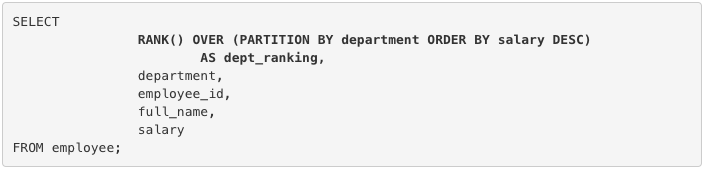 SELECT
RANK() OVER (PARTITION BY department ORDER BY salary DESC)
AS dept_ranking,
department,
employee_id,
full_name,
salary
FROM employee;